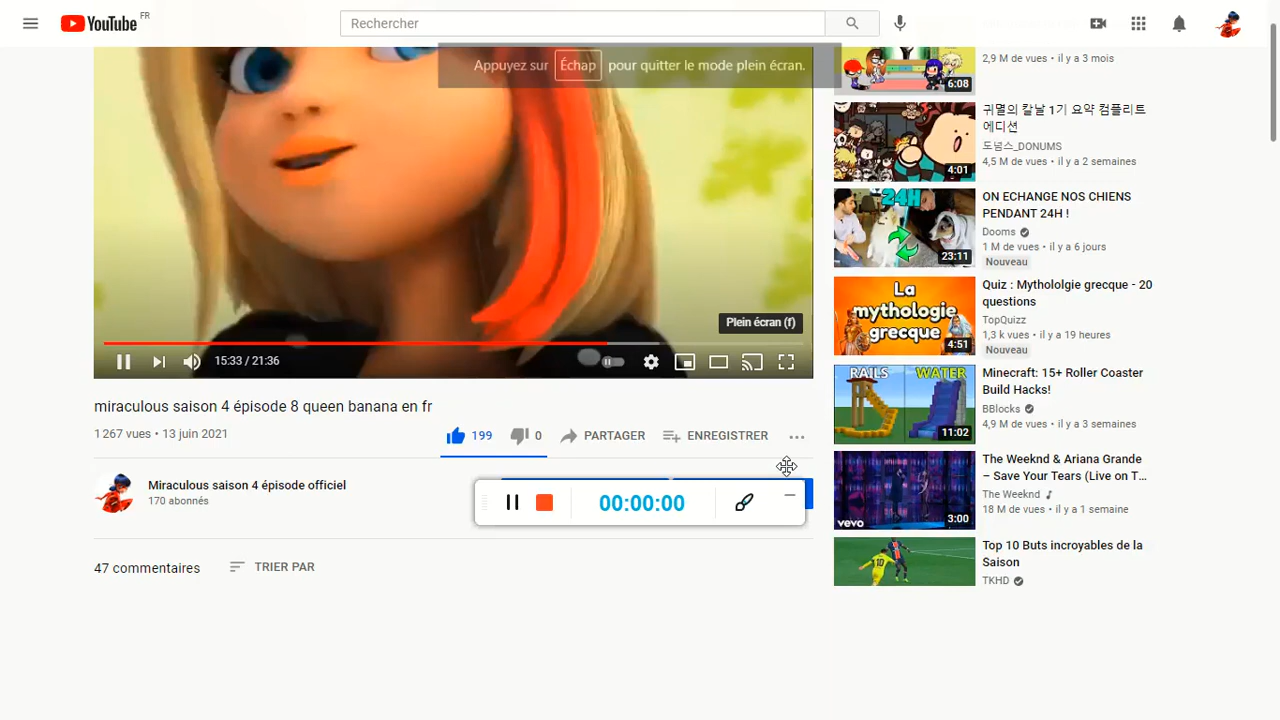 YouTube FR
Rechercher
Appuyez sur Échap pour quitter le mode plein écran.
Plein écran (f)
15:33 / 21:36
miraculous saison 4 épisode 8 queen banana en fr
1 267 vues • 13 juin 2021
199
0
PARTAGER
ENREGISTRER
Miraculous saison 4 épisode officiel
170 abonnés
00:00:00
47 commentaires
TRIER PAR
6:08
2,9 M de vues • il y a 3 mois
4:01
귀멸의 칼날 1기 요약 컴플리트
에디션
도넘스_DONUMS
4,5 M de vues • il y a 2 semaines
24H
23:11
ON ECHANGE NOS CHIENS
PENDANT 24H !
Dooms
1 M de vues • il y a 6 jours
Nouveau
La
mythologie
grecque
4:51
Quiz : Mythololgie grecque - 20
questions
TopQuizz
1,3 k vues • il y a 19 heures
Nouveau
RAILS
WATER
11:02
Minecraft: 15+ Roller Coaster
Build Hacks!
BBlocks
4,9 M de vues • il y a 3 semaines
vevo
3:00
The Weeknd & Ariana Grande
– Save Your Tears (Live on T...
The Weeknd
18 M de vues • il y a 1 semaine
Top 10 Buts incroyables de la
Saison
TKHD